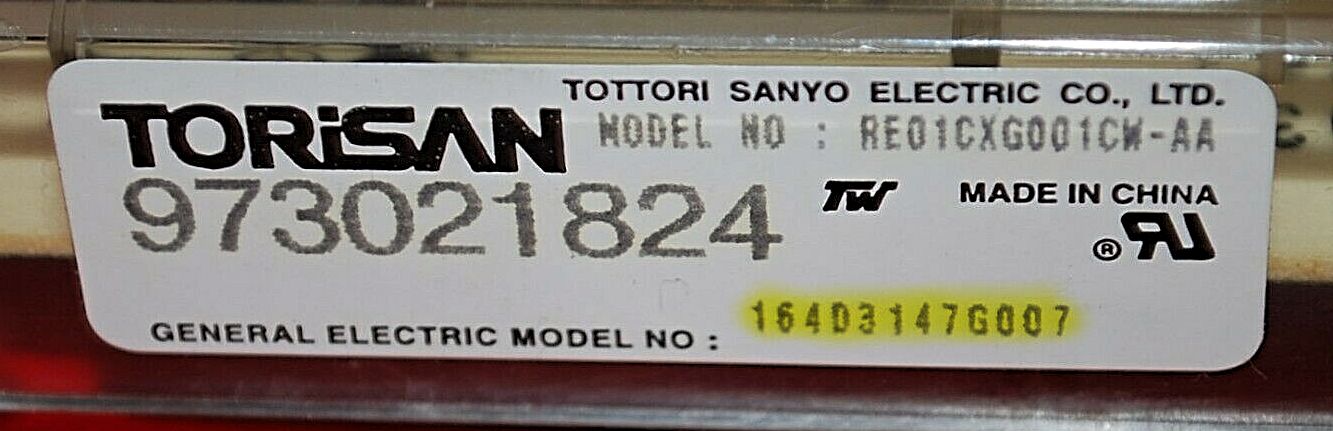 TOTTORI SANYO ELECTRIC CO., LTD.
TORiSAN
MODEL NO : RE01CXG001CW-AA
973021824
TW
MADE IN CHINA
® RU
GENERAL ELECTRIC MODEL NO : 164D3147G007